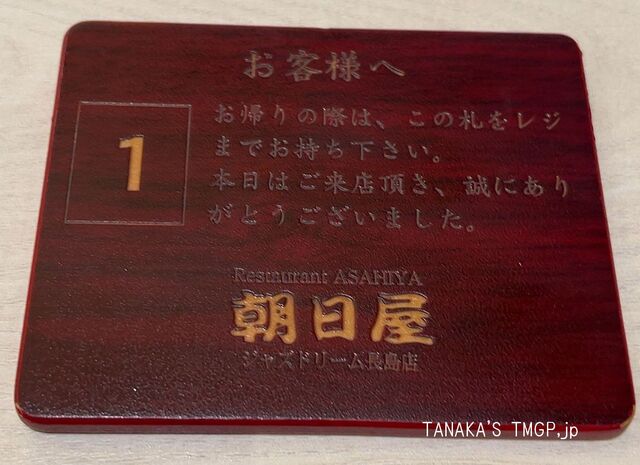 お客様へ
1
お帰りの際は、この札をレジ
までお持ち下さい。
本日はご来店頂き、誠にあり
がとうございました。
Restaurant ASAHIYA
朝日屋
ジャズドリーム長島店
TANAKA'S TMGP,jp